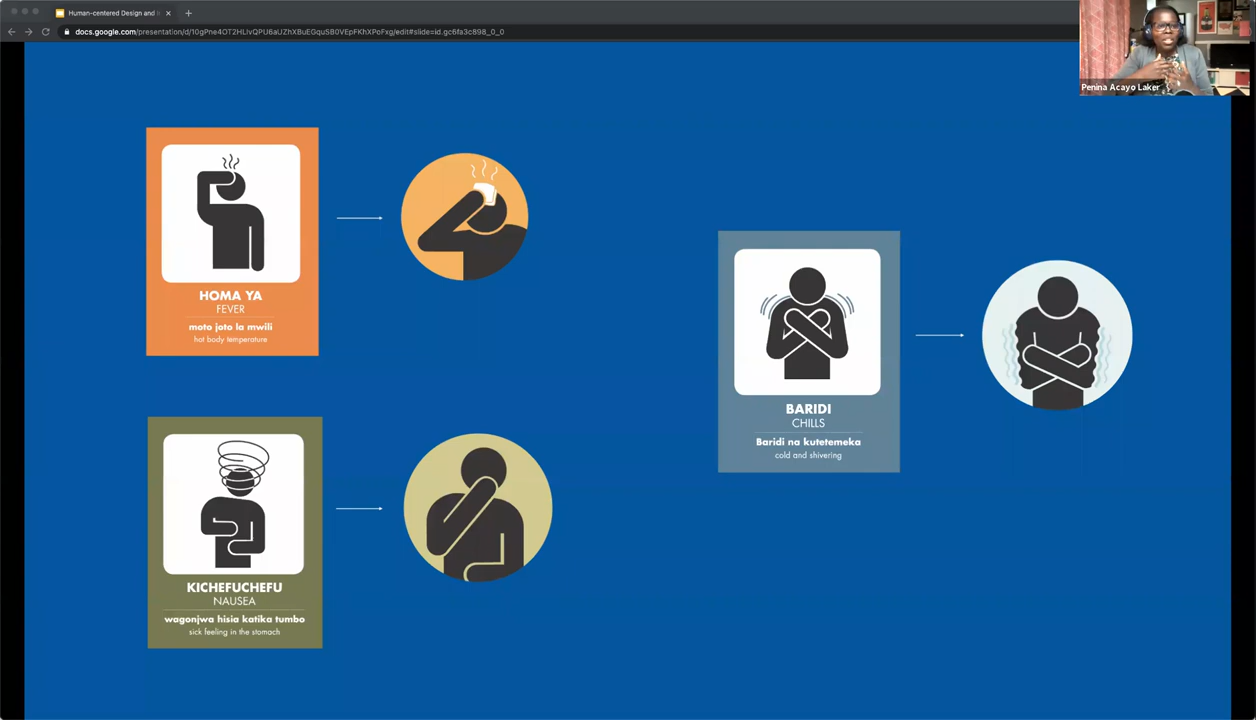 Human-centered Design and I
docs.google.com/presentation/d/10gPne4OT2HLivQPU6aUZhXBuEGquS80VEpFKhXPoFxg/edit#slide=id.gc6fa3c898_0_0
Penina Acayo Laker
HOMA YA
FEVER
moto joto la mwili
hot body temperature
BARIDI
CHILLS
Baridi na kutetemeka
cold and shivering
KICHEFUCHEFU
NAUSEA
wagonjwa hisia katika tumbo
sick feeling in the stomach